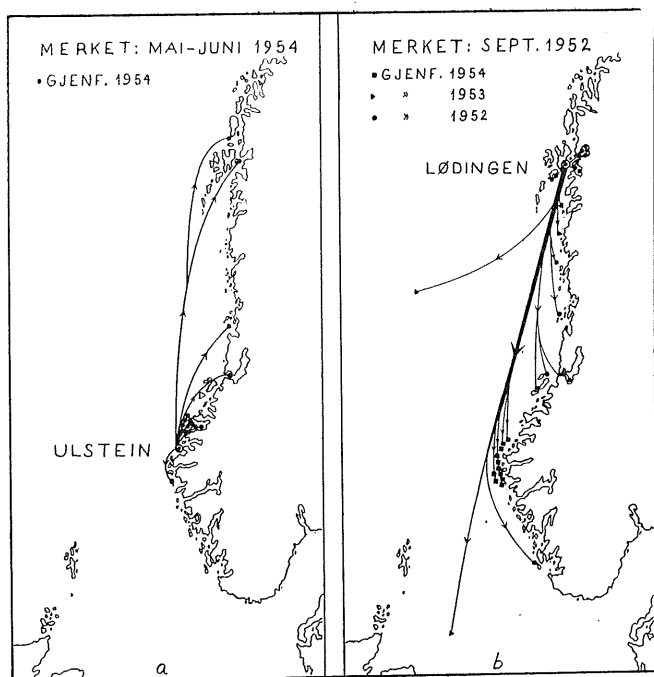 MERKET: MAI-JUNI 1954
•GJENF. 1954
ULSTEIN
a
MERKET: SEPT. 1952
■GJENF. 1954
▸ » 1953
• » 1952
LØDINGEN
b